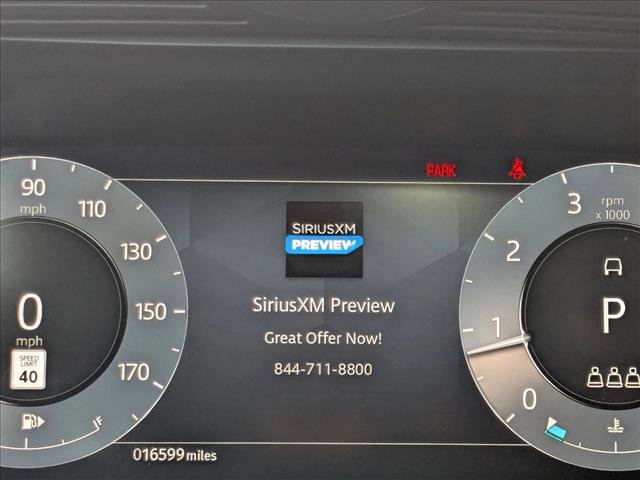 PARK
90
mph
110
130
150
170
0
mph
SPEED
LIMIT
40
F
SIRIUSXM
PREVIEW
SiriusXM Preview
Great Offer Now!
844-711-8800
016599 miles
3
rpm
x 1000
2
1
0
P